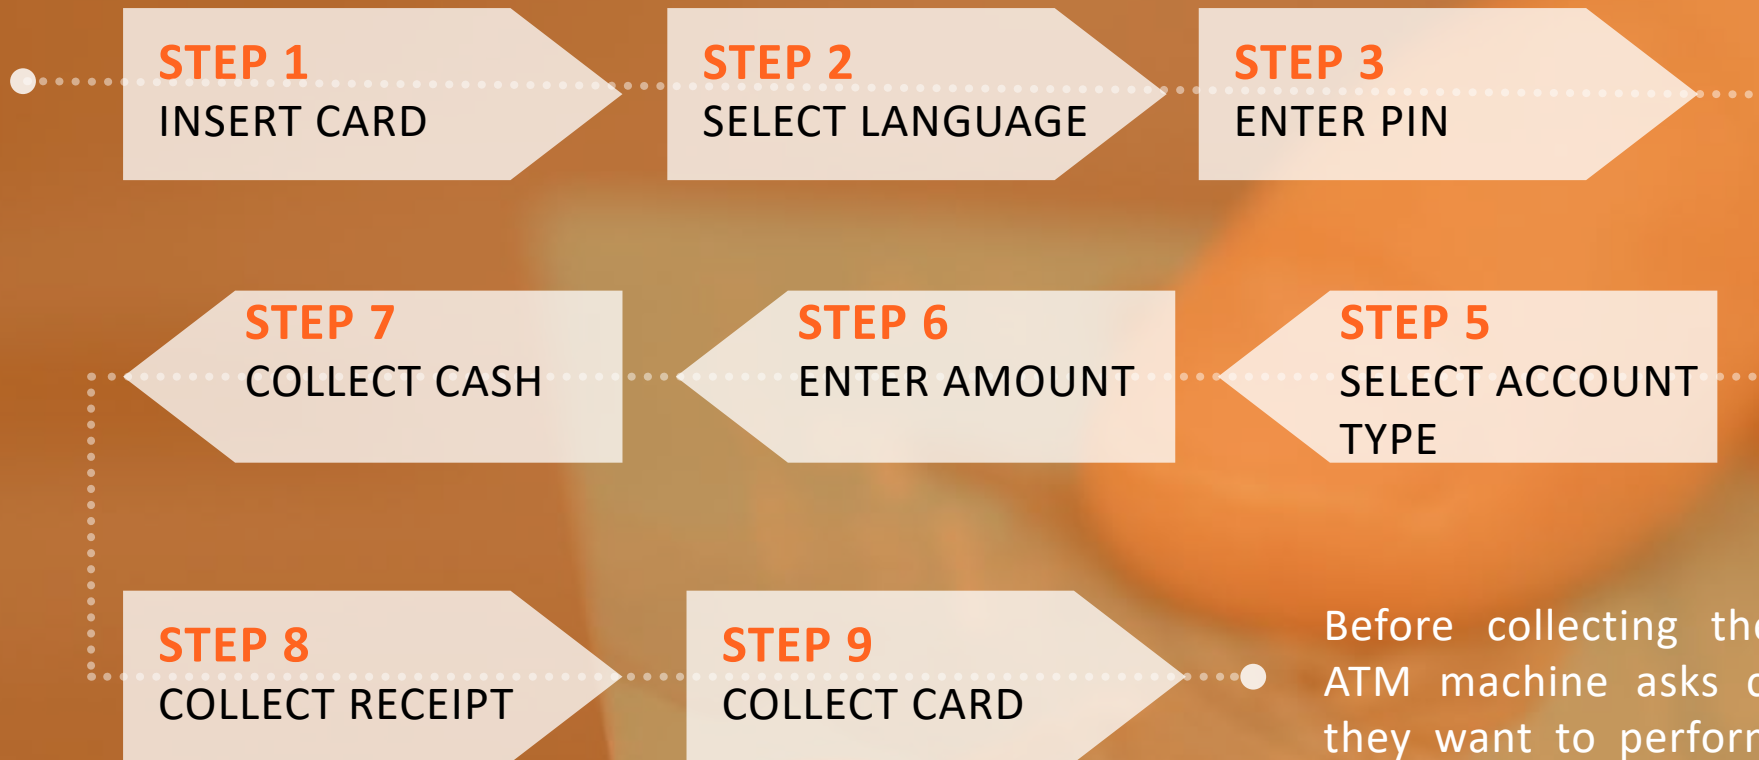 STEP 1
INSERT CARD
STEP 2
SELECT LANGUAGE
STEP 3
ENTER PIN
STEP 5
SELECT ACCOUNT
TYPE
STEP 6
ENTER AMOUNT
STEP 7
COLLECT CASH
STEP 8
COLLECT RECEIPT
STEP 9
COLLECT CARD
Before collecting the
ATM machine asks
they want to perform